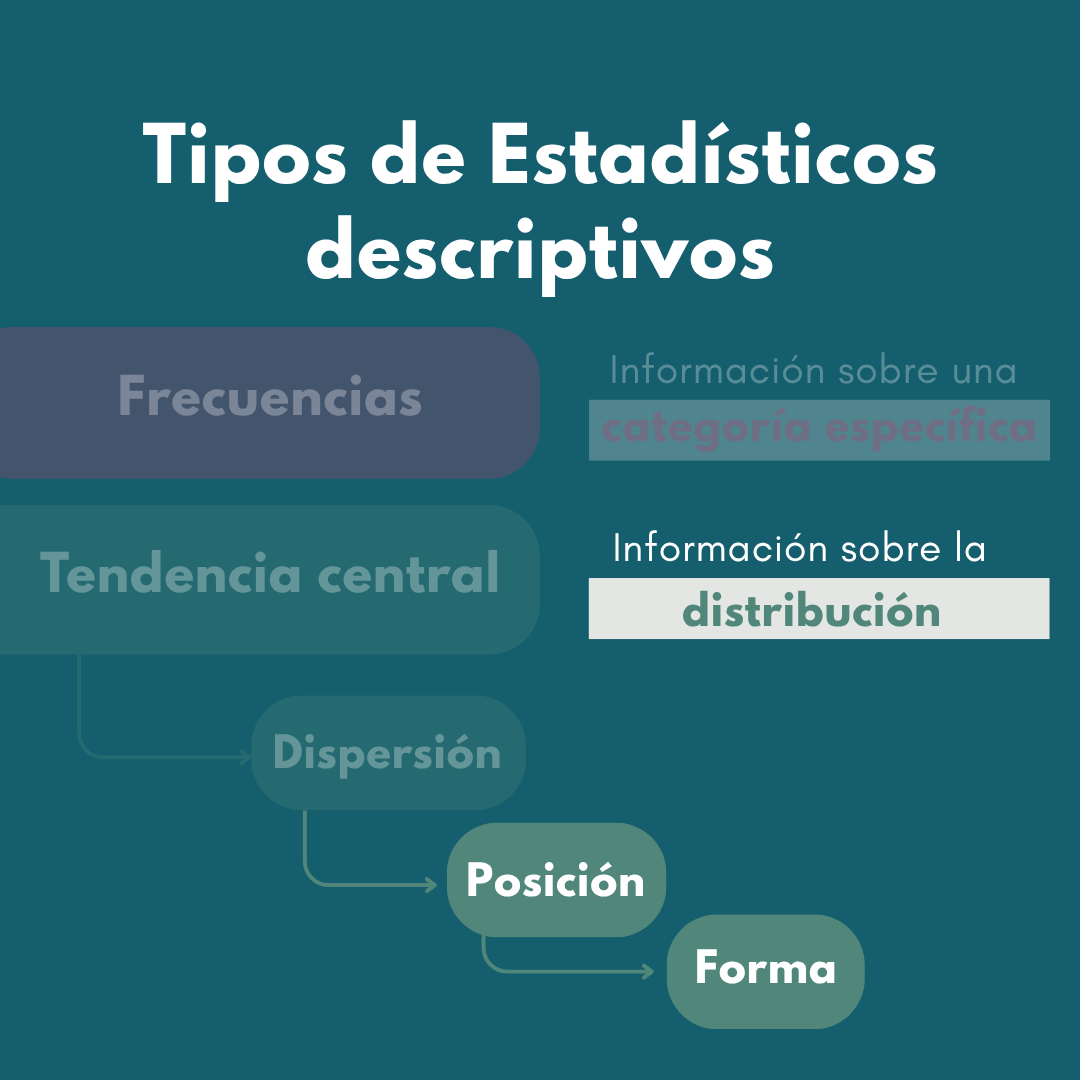 Tipos de Estadísticos
descriptivos
Frecuencias
Información sobre una
categoría específica
Tendencia central
Información sobre la
distribución
Dispersión
Posición
Forma